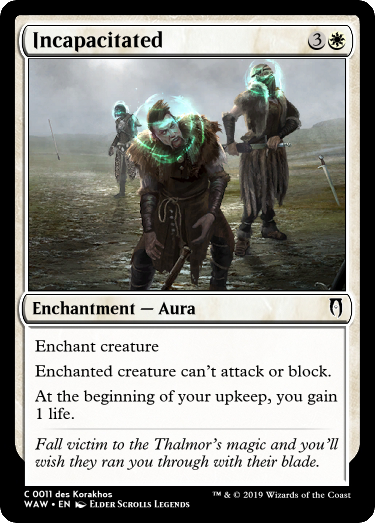 Incapacitated 3
Enchantment — Aura
Enchant creature
Enchanted creature can't attack or block.
At the beginning of your upkeep, you gain
1 life.
Fall victim to the Thalmor's magic and you'll
wish they ran you through with their blade.
C 0011 des Korakhos
WAW • EN Elder Scrolls Legends
™ & © 2019 Wizards of the Coast